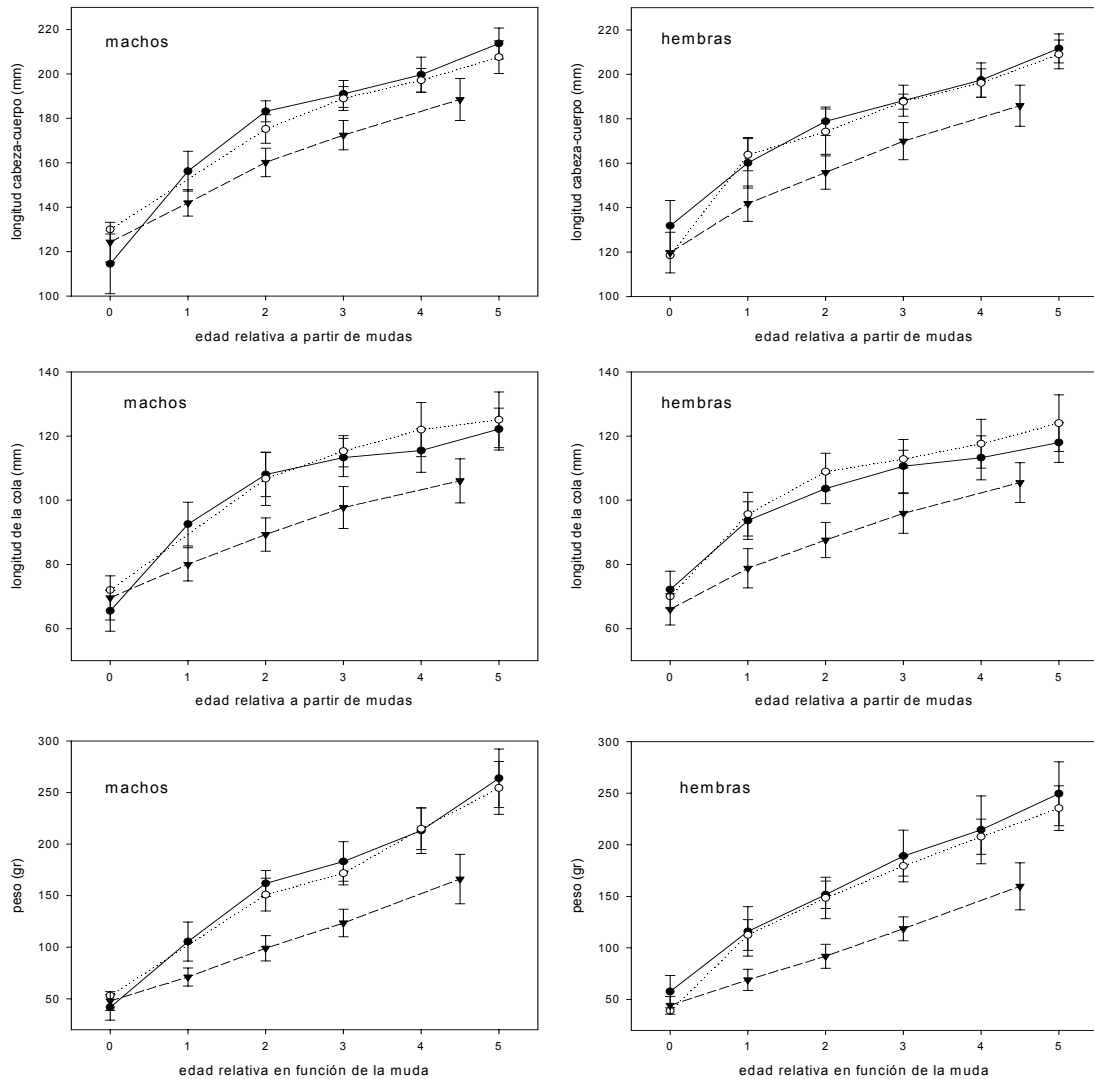 machos
longitud cabeza-cuerpo (mm)
220
200
180
160
140
120
100
0 1 2 3 4 5
edad relativa a partir de mudas
hembras
longitud cabeza-cuerpo (mm)
220
200
180
160
140
120
100
0 1 2 3 4 5
edad relativa a partir de mudas
machos
longitud de la cola (mm)
140
120
100
80
60
0 1 2 3 4 5
edad relativa a partir de mudas
hembras
longitud de la cola (mm)
140
120
100
80
60
0 1 2 3 4 5
edad relativa a partir de mudas
machos
peso (gr)
300
250
200
150
100
50
0 1 2 3 4 5
edad relativa en función de la muda
hembras
peso (gr)
300
250
200
150
100
50
0 1 2 3 4 5
edad relativa en función de la muda